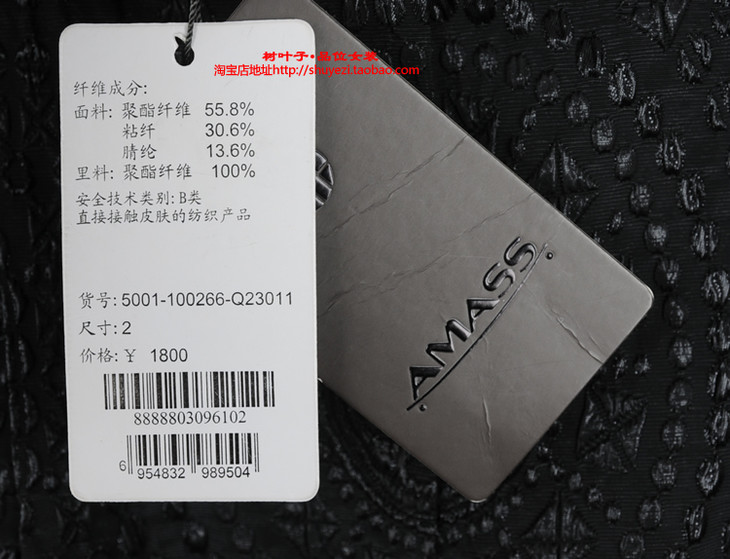 树叶子·品位女装
淘宝店地址http://shuyezi.taobao.com
纤维成分:
面料: 聚酯纤维 55.8%
粘纤 30.6%
腈纶 13.6%
里料: 聚酯纤维 100%
安全技术类别: B类
直接接触皮肤的纺织产品
货号: 5001-100266-Q23011
尺寸: 2
价格: ¥ 1800
8888803096102
6 954832 989504
AMASS